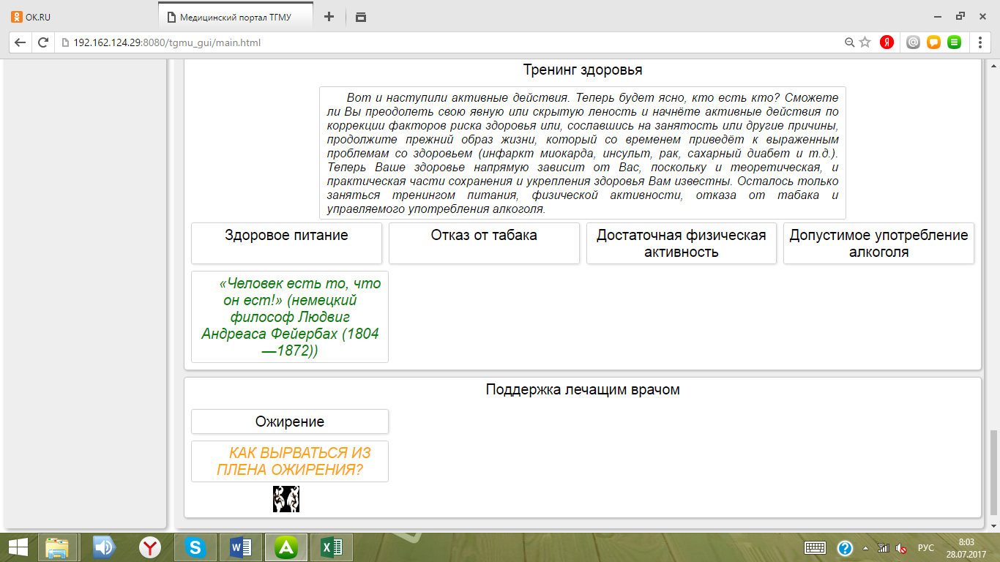 OK.RU
Медицинский портал ТГМУ
192.162.124.29:8080/tgmu_gui/main.html
Тренинг здоровья
Вот и наступили активные действия. Теперь будет ясно, кто есть кто? Сможете
ли Вы преодолеть свою явную или скрытую леность и начнёте активные действия по
коррекции факторов риска здоровья или, сославшись на занятость или другие причины,
продолжите прежний образ жизни, который со временем приведёт к выраженным
проблемам со здоровьем (инфаркт миокарда, инсульт, рак, сахарный диабет и т.д.).
Теперь Ваше здоровье напрямую зависит от Вас, поскольку и теоретическая, и
практическая части сохранения и укрепления здоровья Вам известны. Осталось только
заняться тренингом питания, физической активности, отказа от табака и
управляемого употребления алкоголя.
Здоровое питание
Отказ от табака
Достаточная физическая
активность
Допустимое употребление
алкоголя
«Человек есть то, что
он ест!» (немецкий
философ Людвиг
Андреаса Фейербах (1804
—1872))
Поддержка лечащим врачом
Ожирение
КАК ВЫРВАТЬСЯ ИЗ
ПЛЕНА ОЖИРЕНИЯ?
РУС
8:03
28.07.2017